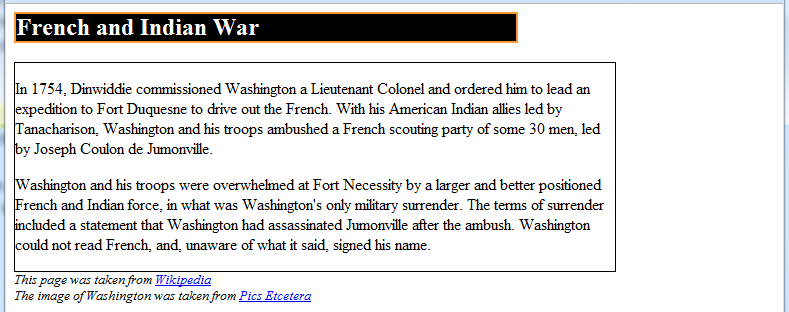 French and Indian War
In 1754, Dinwiddie commissioned Washington a Lieutenant Colonel and ordered him to lead an
expedition to Fort Duquesne to drive out the French. With his American Indian allies led by
Tanacharison, Washington and his troops ambushed a French scouting party of some 30 men, led
by Joseph Coulon de Jumonville.
Washington and his troops were overwhelmed at Fort Necessity by a larger and better positioned
French and Indian force, in what was Washington's only military surrender. The terms of surrender
included a statement that Washington had assassinated Jumonville after the ambush. Washington
could not read French, and, unaware of what it said, signed his name.
This page was taken from Wikipedia
The image of Washington was taken from Pics Etcetera